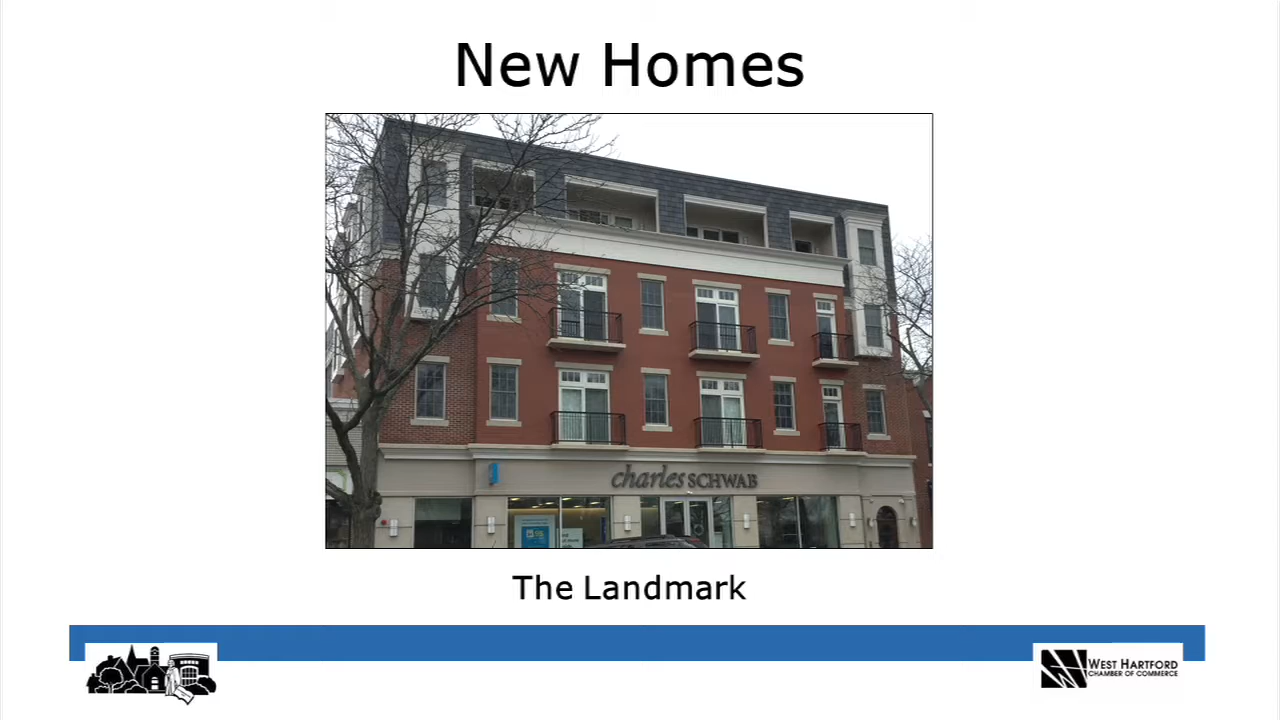 New Homes
charles SCHWAB
The Landmark
WEST HARTFORD
CHAMBER OF COMMERCE